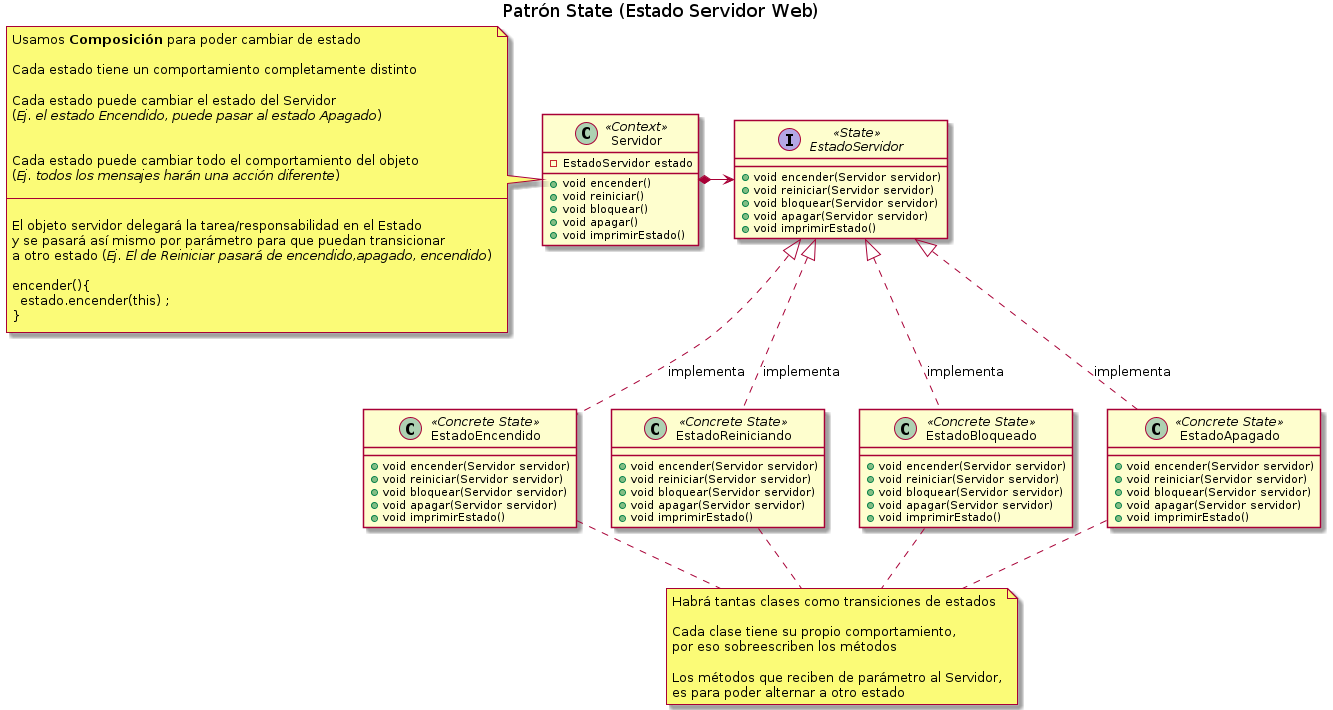 Patrón State (Estado Servidor Web)
Usamos Composición para poder cambiar de estado
Cada estado tiene un comportamiento completamente distinto
Cada estado puede cambiar el estado del Servidor
(Ej. el estado Encendido, puede pasar al estado Apagado)
Cada estado puede cambiar todo el comportamiento del objeto
(Ej. todos los mensajes harán una acción diferente)
El objeto servidor delegará la tarea/responsabilidad en el Estado
y se pasará así mismo por parámetro para que puedan transicionar
a otro estado (Ej. El de Reiniciar pasará de encendido,apagado, encendido)
encender(){
estado.encender(this) ;
}
C
«Context»
Servidor
EstadoServidor estado
void encender()
void reiniciar()
void bloquear()
void apagar()
void imprimirEstado()
I
«State»
EstadoServidor
void encender(Servidor servidor)
void reiniciar(Servidor servidor)
void bloquear(Servidor servidor)
void apagar(Servidor servidor)
void imprimirEstado()
implementa
implementa
implementa
implementa
C
«Concrete State»
EstadoEncendido
void encender(Servidor servidor)
void reiniciar(Servidor servidor)
void bloquear(Servidor servidor)
void apagar(Servidor servidor)
void imprimirEstado()
C
«Concrete State»
EstadoReiniciando
void encender(Servidor servidor)
void reiniciar(Servidor servidor)
void bloquear(Servidor servidor)
void apagar(Servidor servidor)
void imprimirEstado()
C
«Concrete State»
EstadoBloqueado
void encender(Servidor servidor)
void reiniciar(Servidor servidor)
void bloquear(Servidor servidor)
void apagar(Servidor servidor)
void imprimirEstado()
C
«Concrete State»
EstadoApagado
void encender(Servidor servidor)
void reiniciar(Servidor servidor)
void bloquear(Servidor servidor)
void apagar(Servidor servidor)
void imprimirEstado()
Habrá tantas clases como transiciones de estados
Cada clase tiene su propio comportamiento,
por eso sobreescriben los métodos
Los métodos que reciben de parámetro al Servidor,
es para poder alternar a otro estado